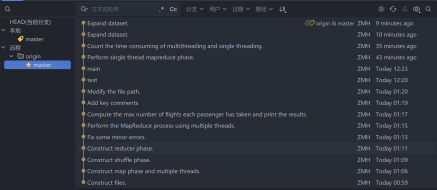 文本或哈希 .* Cc 分支 用户 日期 路径
HEAD(当前分支)
本地
master
远程
origin
master
Expand dataset. origin & master ZMH 9 minutes ago
Expand dataset. ZMH 10 minutes ago
Count the time-consuming of multithreading and single threading. ZMH 35 minutes ago
Perform single thread mapreduce phase. ZMH 43 minutes ago
main ZMH Today 12:23
text ZMH Today 12:20
Modify the file path. ZMH Today 01:20
Add key comments ZMH Today 01:19
Compute the max number of flights each passenger has taken and print the results. ZMH Today 01:17
Perform the MapReduce process using multiple threads. ZMH Today 01:15
Fix some minor errors. ZMH Today 01:13
Construct reducer phase. ZMH Today 01:11
Construct shuffle phase. ZMH Today 01:09
Construct map phase and multiple threads. ZMH Today 01:06
Construct files. ZMH Today 00:59